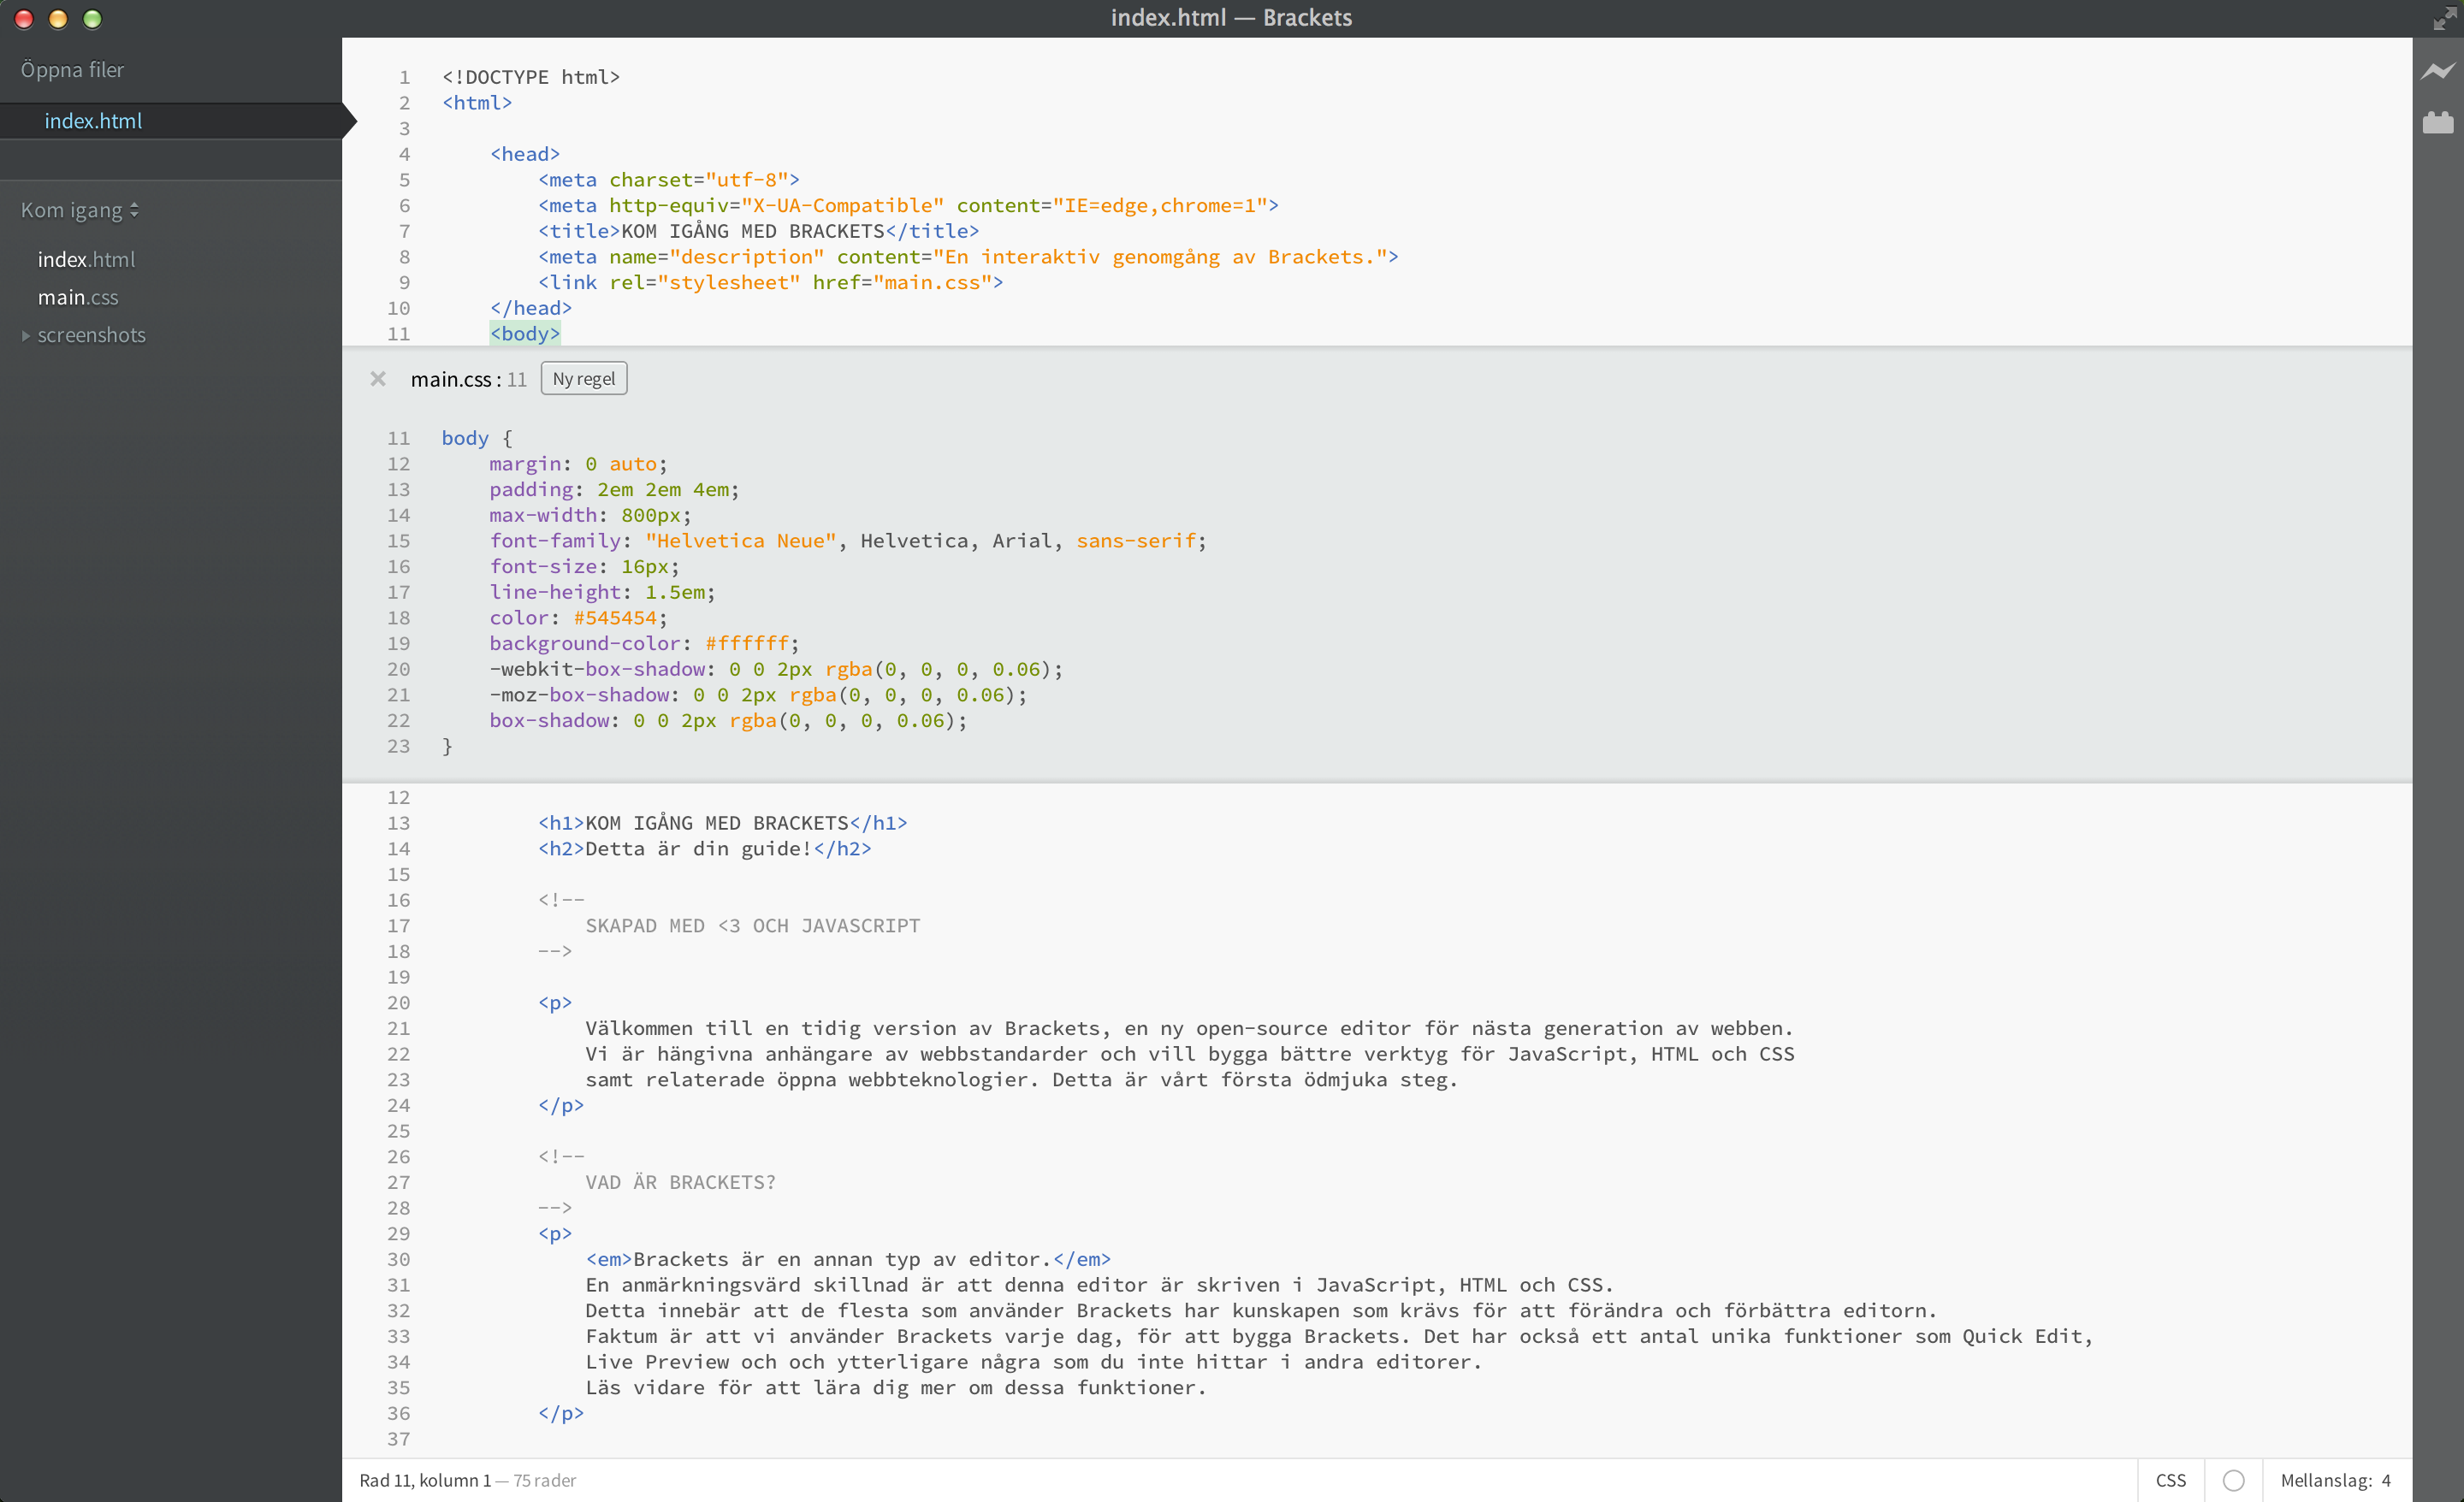 index.html — Brackets
Öppna filer
index.html
Kom igang
index.html
main.css
screenshots
1 <!DOCTYPE html>
2 <html>
3
4 <head>
5 <meta charset="utf-8">
6 <meta http-equiv="X-UA-Compatible" content="IE=edge,chrome=1">
7 <title>KOM IGÅNG MED BRACKETS</title>
8 <meta name="description" content="En interaktiv genomgång av Brackets.">
9 <link rel="stylesheet" href="main.css">
10 </head>
11 <body>
main.css : 11 Ny regel
11 body {
12 margin: 0 auto;
13 padding: 2em 2em 4em;
14 max-width: 800px;
15 font-family: "Helvetica Neue", Helvetica, Arial, sans-serif;
16 font-size: 16px;
17 line-height: 1.5em;
18 color: #545454;
19 background-color: #ffffff;
20 -webkit-box-shadow: 0 0 2px rgba(0, 0, 0, 0.06);
21 -moz-box-shadow: 0 0 2px rgba(0, 0, 0, 0.06);
22 box-shadow: 0 0 2px rgba(0, 0, 0, 0.06);
23 }
12
13 <h1>KOM IGÅNG MED BRACKETS</h1>
14 <h2>Detta är din guide!</h2>
15
16 <!--
17 SKAPAD MED <3 OCH JAVASCRIPT
18 -->
19
20 <p>
21 Välkommen till en tidig version av Brackets, en ny open-source editor för nästa generation av webben.
22 Vi är hängivna anhängare av webbstandarder och vill bygga bättre verktyg för JavaScript, HTML och CSS
23 samt relaterade öppna webbteknologier. Detta är vårt första ödmjuka steg.
24 </p>
25
26 <!--
27 VAD ÄR BRACKETS?
28 -->
29 <p>
30 <em>Brackets är en annan typ av editor.</em>
31 En anmärkningsvärd skillnad är att denna editor är skriven i JavaScript, HTML och CSS.
32 Detta innebär att de flesta som använder Brackets har kunskapen som krävs för att förändra och förbättra editorn.
33 Faktum är att vi använder Brackets varje dag, för att bygga Brackets. Det har också ett antal unika funktioner som Quick Edit,
34 Live Preview och och ytterligare några som du inte hittar i andra editorer.
35 Läs vidare för att lära dig mer om dessa funktioner.
36 </p>
37
Rad 11, kolumn 1 — 75 rader
CSS
Mellanslag: 4